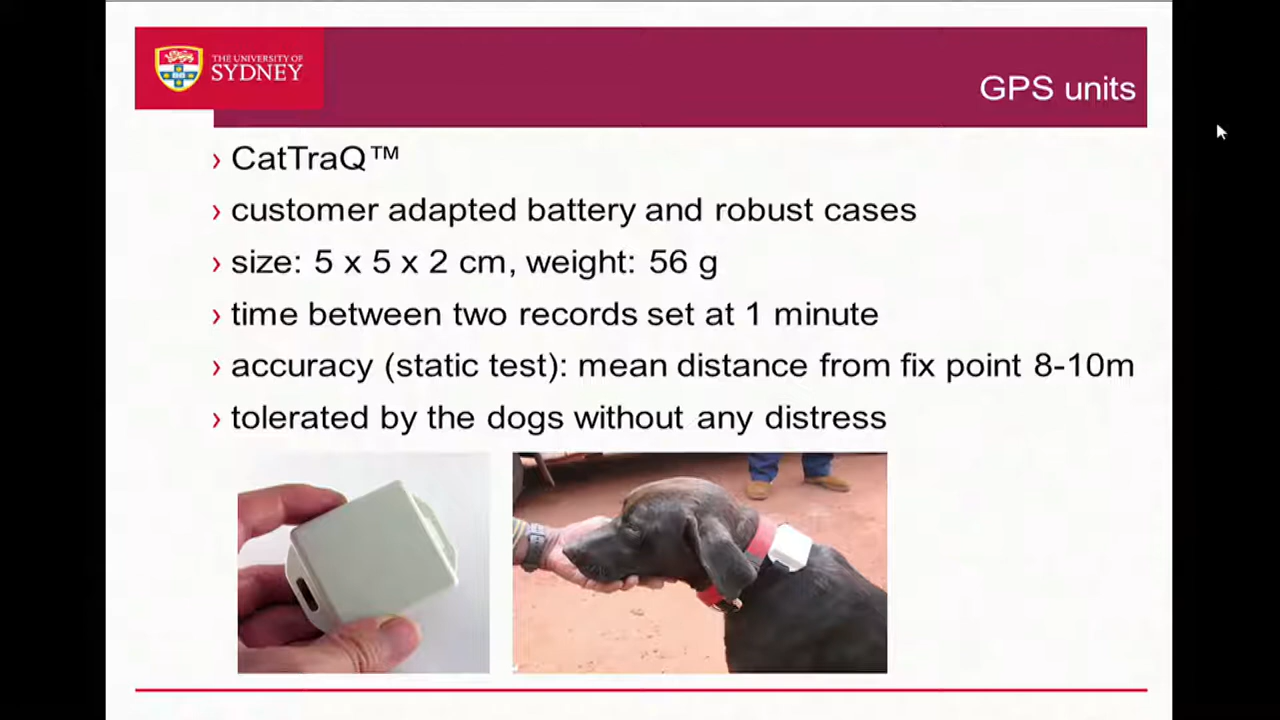 THE UNIVERSITY OF
SYDNEY
GPS units
› CatTraQ™
› customer adapted battery and robust cases
› size: 5 x 5 x 2 cm, weight: 56 g
› time between two records set at 1 minute
› accuracy (static test): mean distance from fix point 8-10m
› tolerated by the dogs without any distress